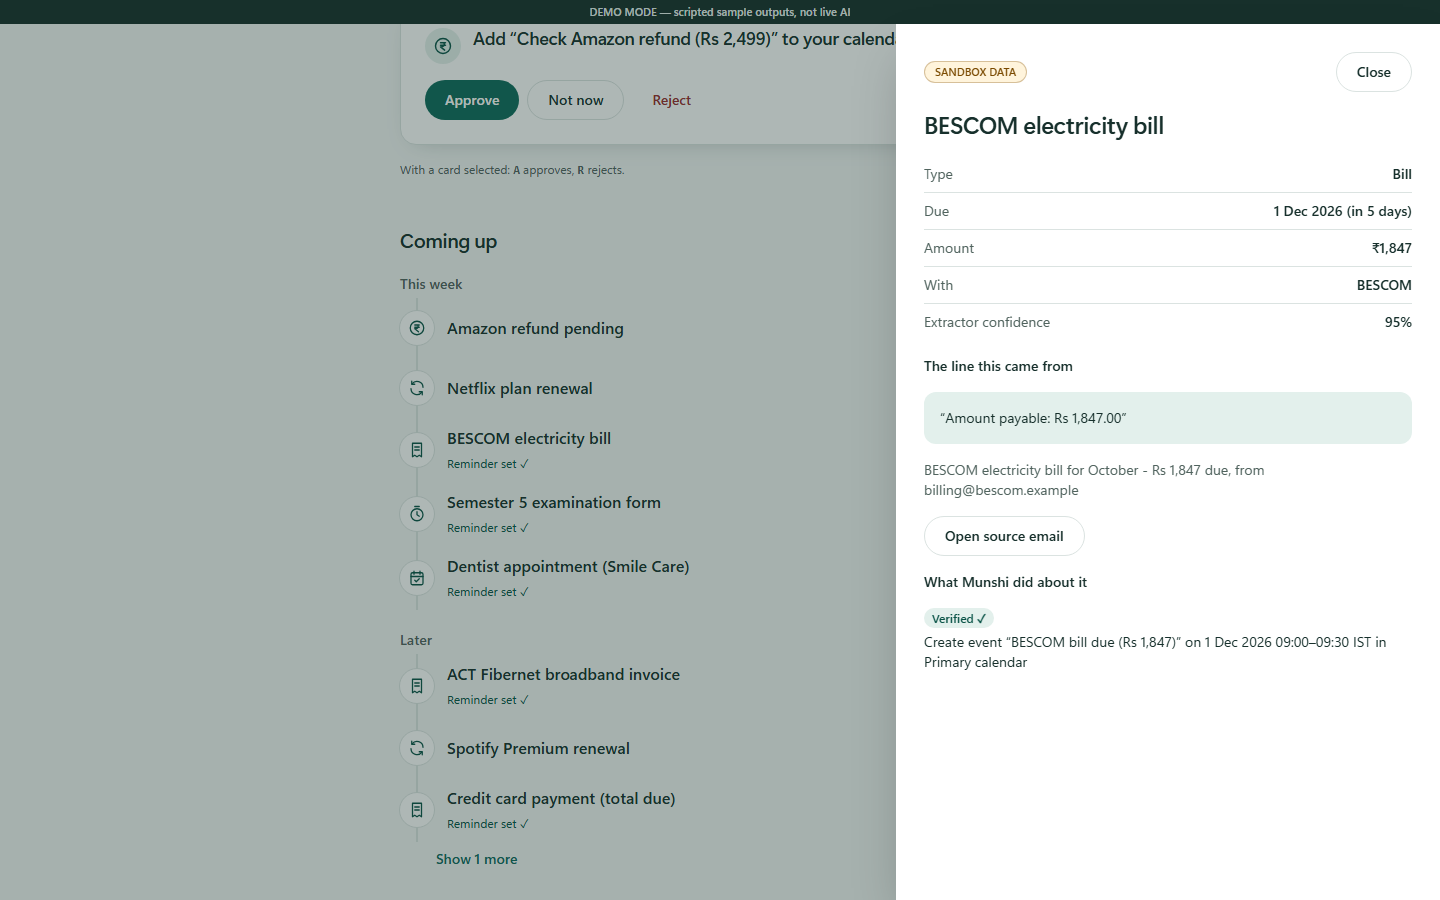 DEMO MODE — scripted sample outputs, not live AI
Add “Check Amazon refund (Rs 2,499)” to your calend
Approve
Not now
Reject
With a card selected: A approves, R rejects.
Coming up
This week
Amazon refund pending
Netflix plan renewal
BESCOM electricity bill
Reminder set ✓
Semester 5 examination form
Reminder set ✓
Dentist appointment (Smile Care)
Reminder set ✓
Later
ACT Fibernet broadband invoice
Reminder set ✓
Spotify Premium renewal
Credit card payment (total due)
Reminder set ✓
Show 1 more
SANDBOX DATA
Close
BESCOM electricity bill
Type Bill
Due 1 Dec 2026 (in 5 days)
Amount ₹1,847
With BESCOM
Extractor confidence 95%
The line this came from
“Amount payable: Rs 1,847.00”
BESCOM electricity bill for October - Rs 1,847 due, from
billing@bescom.example
Open source email
What Munshi did about it
Verified ✓
Create event “BESCOM bill due (Rs 1,847)” on 1 Dec 2026 09:00–09:30 IST in
Primary calendar